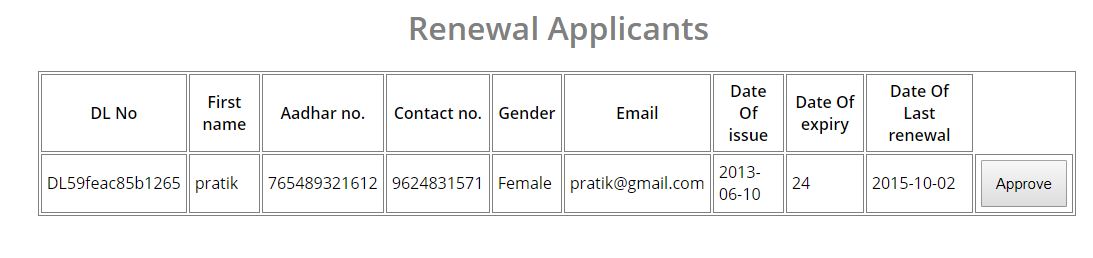 Renewal Applicants
DL No First name Aadhar no. Contact no. Gender Email Date Of issue Date Of expiry Date Of Last renewal
DL59feac85b1265 pratik 765489321612 9624831571 Female pratik@gmail.com 2013-06-10 24 2015-10-02 Approve